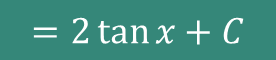 = 2 tan x + C